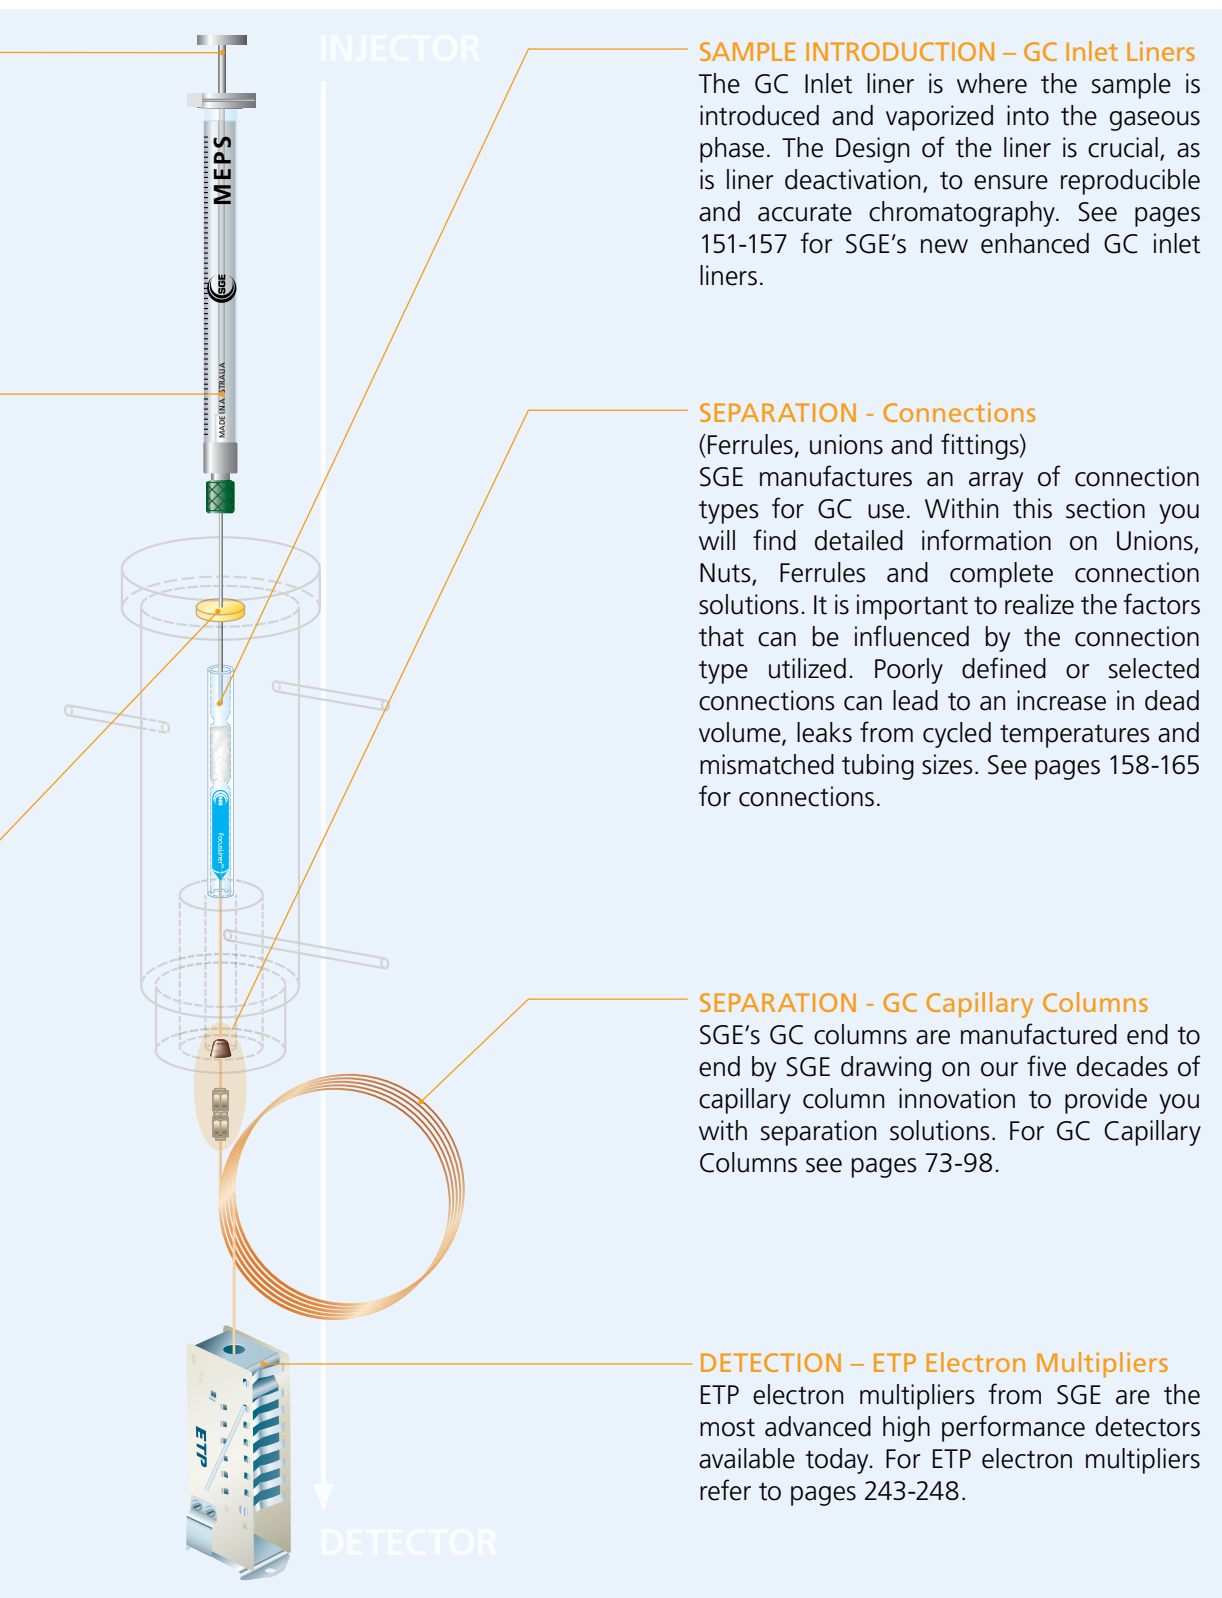 INJECTOR
MEPS
SGE
MADE IN AUSTRALIA
SGE
FocusLiner™
ETP
DETECTOR
SAMPLE INTRODUCTION – GC Inlet Liners
The GC Inlet liner is where the sample is
introduced and vaporized into the gaseous
phase. The Design of the liner is crucial, as
is liner deactivation, to ensure reproducible
and accurate chromatography. See pages
151-157 for SGE's new enhanced GC inlet
liners.
SEPARATION - Connections
(Ferrules, unions and fittings)
SGE manufactures an array of connection
types for GC use. Within this section you
will find detailed information on Unions,
Nuts, Ferrules and complete connection
solutions. It is important to realize the factors
that can be influenced by the connection
type utilized. Poorly defined or selected
connections can lead to an increase in dead
volume, leaks from cycled temperatures and
mismatched tubing sizes. See pages 158-165
for connections.
SEPARATION - GC Capillary Columns
SGE's GC columns are manufactured end to
end by SGE drawing on our five decades of
capillary column innovation to provide you
with separation solutions. For GC Capillary
Columns see pages 73-98.
DETECTION – ETP Electron Multipliers
ETP electron multipliers from SGE are the
most advanced high performance detectors
available today. For ETP electron multipliers
refer to pages 243-248.